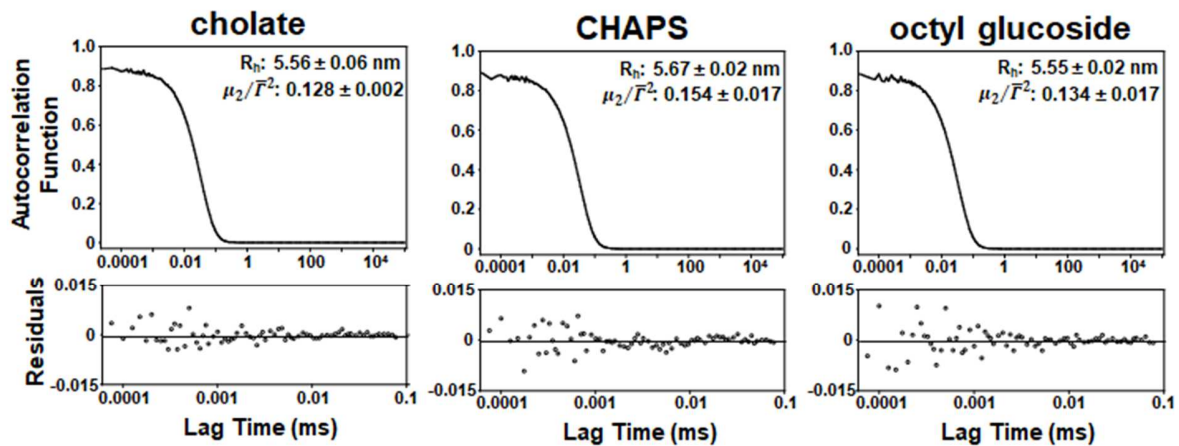 cholate
CHAPS
octyl glucoside
Autocorrelation
Function
1.0
0.8
0.6
0.4
0.2
0
Rₕ: 5.56 ± 0.06 nm
μ₂/Γ̅²: 0.128 ± 0.002
0.0001 0.01 1 100 10⁴
1.0
0.8
0.6
0.4
0.2
0
Rₕ: 5.67 ± 0.02 nm
μ₂/Γ̅²: 0.154 ± 0.017
0.0001 0.01 1 100 10⁴
1.0
0.8
0.6
0.4
0.2
0
Rₕ: 5.55 ± 0.02 nm
μ₂/Γ̅²: 0.134 ± 0.017
0.0001 0.01 1 100 10⁴
Residuals
0.015
0
-0.015
0.0001 0.001 0.01 0.1
Lag Time (ms)
0.015
0
-0.015
0.0001 0.001 0.01 0.1
Lag Time (ms)
0.015
0
-0.015
0.0001 0.001 0.01 0.1
Lag Time (ms)